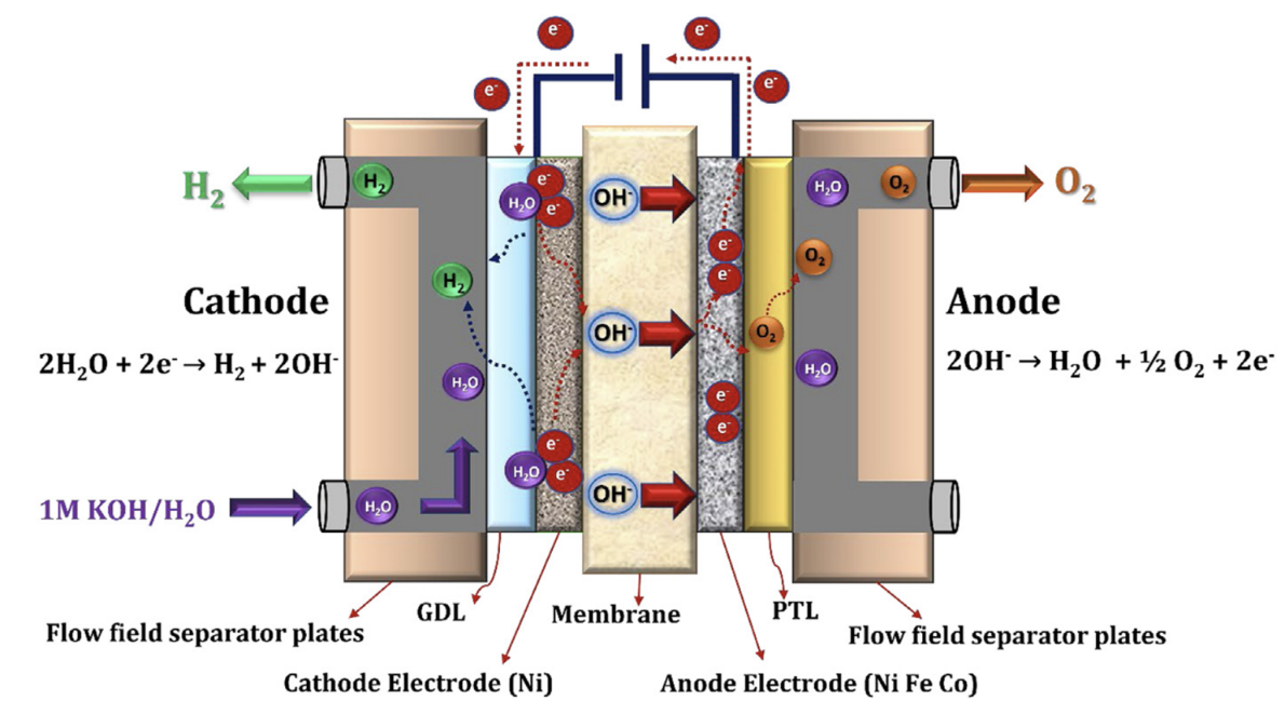 e-
e-
e-
e-
H₂
H₂
H₂O
e-
e-
OH-
H₂O
O₂
O₂
e-
e-
O₂
H₂
Cathode
2H₂O + 2e- → H₂ + 2OH-
OH-
O₂
Anode
2OH- → H₂O + ½ O₂ + 2e-
H₂O
H₂O
e-
e-
e-
H₂O
e-
OH-
1M KOH/H₂O
H₂O
GDL
Membrane
PTL
Flow field separator plates
Flow field separator plates
Cathode Electrode (Ni)
Anode Electrode (Ni Fe Co)